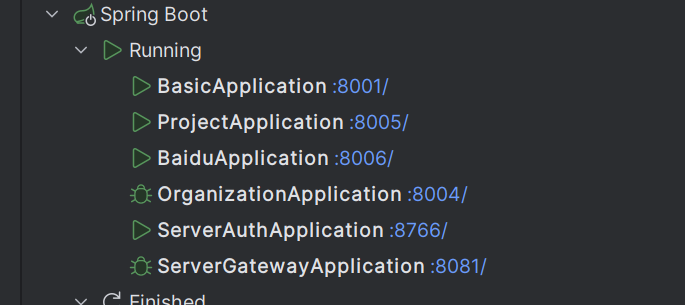 Spring Boot
Running
BasicApplication :8001/
ProjectApplication :8005/
BaiduApplication :8006/
OrganizationApplication :8004/
ServerAuthApplication :8766/
ServerGatewayApplication :8081/
Finished